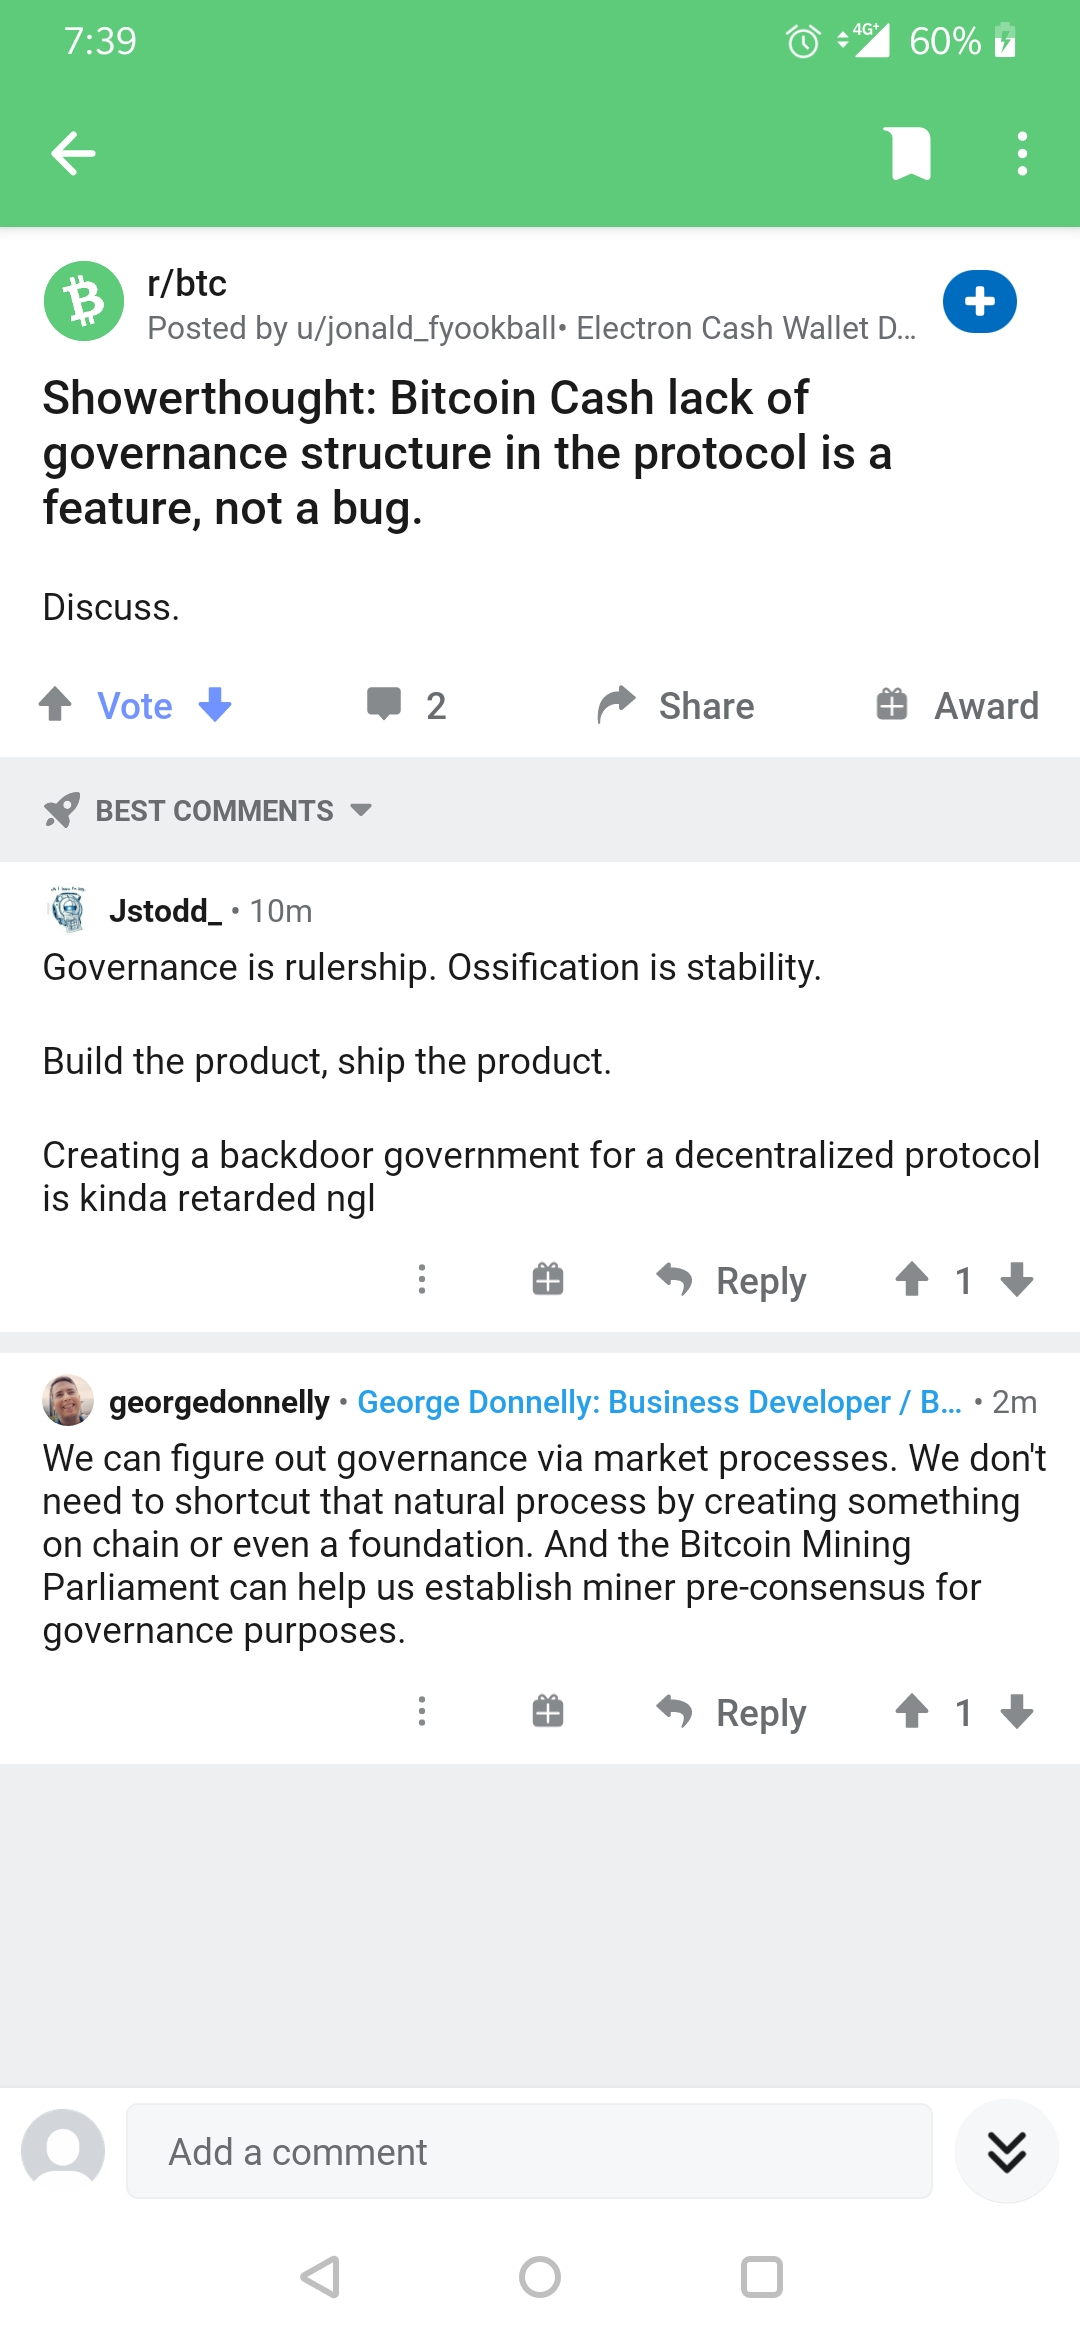 7:39
4G+ 60%
r/btc
Posted by u/jonald_fyookball• Electron Cash Wallet D...
Showerthought: Bitcoin Cash lack of
governance structure in the protocol is a
feature, not a bug.
Discuss.
Vote 2 Share Award
BEST COMMENTS
Jstodd_ • 10m
Governance is rulership. Ossification is stability.
Build the product, ship the product.
Creating a backdoor government for a decentralized protocol
is kinda retarded ngl
Reply 1
georgedonnelly • George Donnelly: Business Developer / B... • 2m
We can figure out governance via market processes. We don't
need to shortcut that natural process by creating something
on chain or even a foundation. And the Bitcoin Mining
Parliament can help us establish miner pre-consensus for
governance purposes.
Reply 1
Add a comment